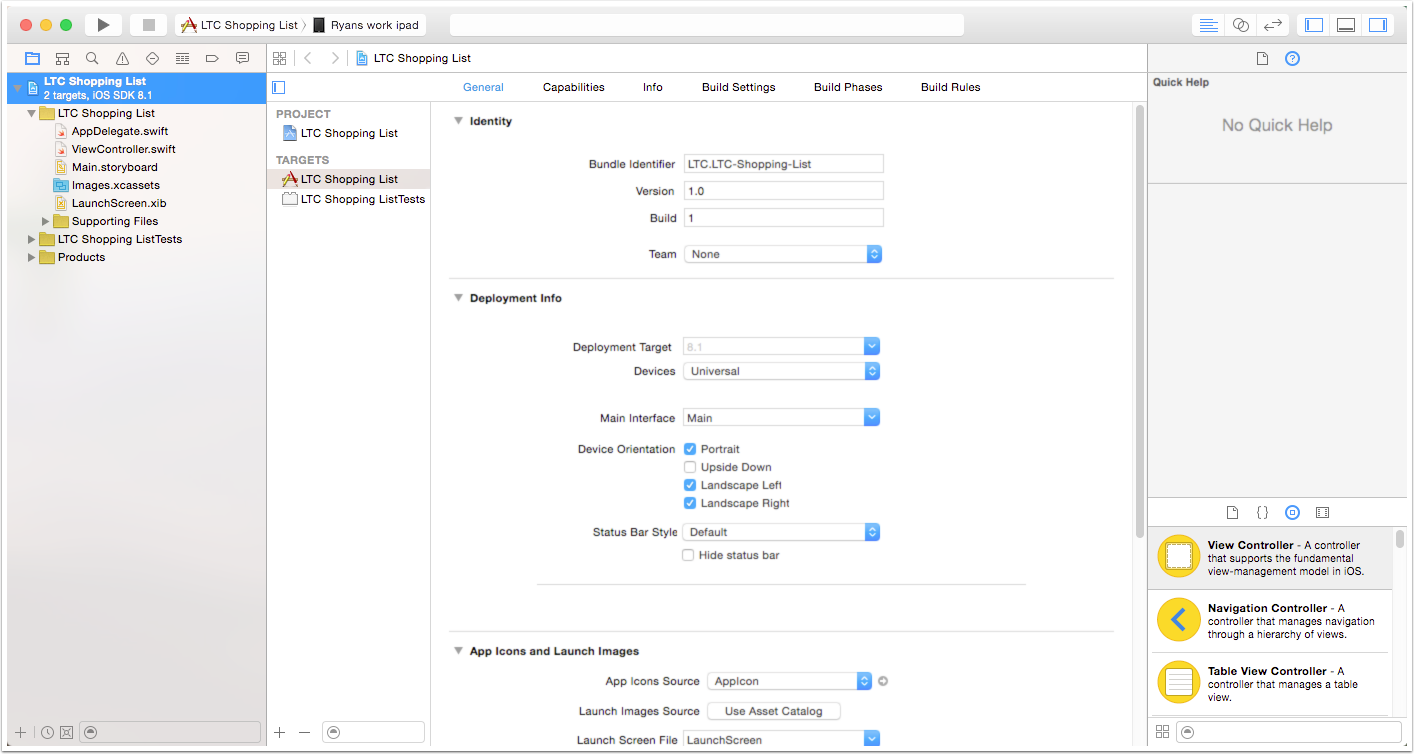 LTC Shopping List
Ryans work ipad
LTC Shopping List
2 targets, iOS SDK 8.1
LTC Shopping List
AppDelegate.swift
ViewController.swift
Main.storyboard
Images.xcassets
LaunchScreen.xib
Supporting Files
LTC Shopping ListTests
Products
LTC Shopping List
General
Capabilities
Info
Build Settings
Build Phases
Build Rules
PROJECT
LTC Shopping List
TARGETS
LTC Shopping List
LTC Shopping ListTests
Identity
Bundle Identifier LTC.LTC-Shopping-List
Version 1.0
Build 1
Team None
Deployment Info
Deployment Target 8.1
Devices Universal
Main Interface Main
Device Orientation Portrait
Upside Down
Landscape Left
Landscape Right
Status Bar Style Default
Hide status bar
App Icons and Launch Images
App Icons Source AppIcon
Launch Images Source Use Asset Catalog
Launch Screen File LaunchScreen
Quick Help
No Quick Help
View Controller - A controller
that supports the fundamental
view-management model in iOS.
Navigation Controller - A
controller that manages navigation
through a hierarchy of views.
Table View Controller - A
controller that manages a table
view.